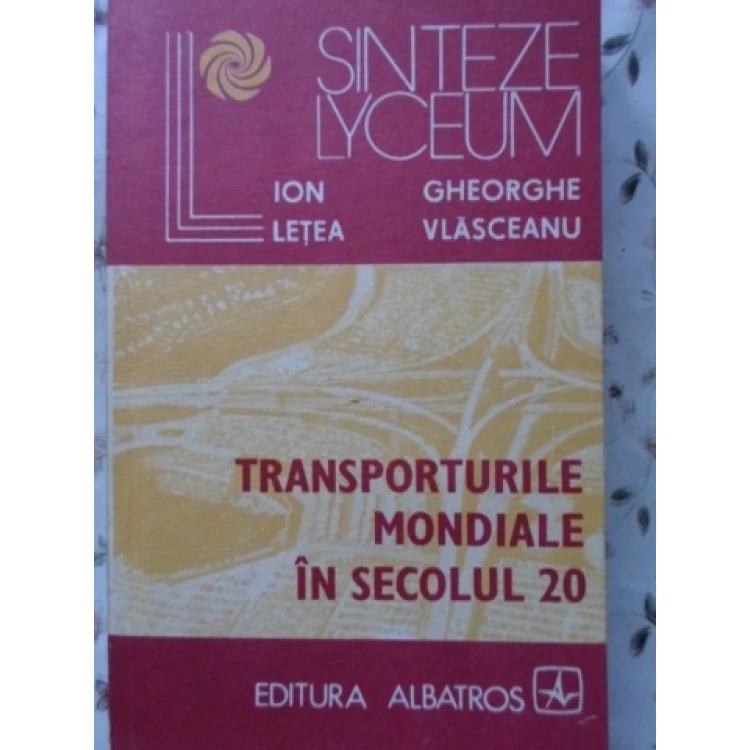 SINTEZE
LYCEUM
ION GHEORGHE
LEȚEA VLĂSCEANU
TRANSPORTURILE
MONDIALE
ÎN SECOLUL 20
EDITURA ALBATROS